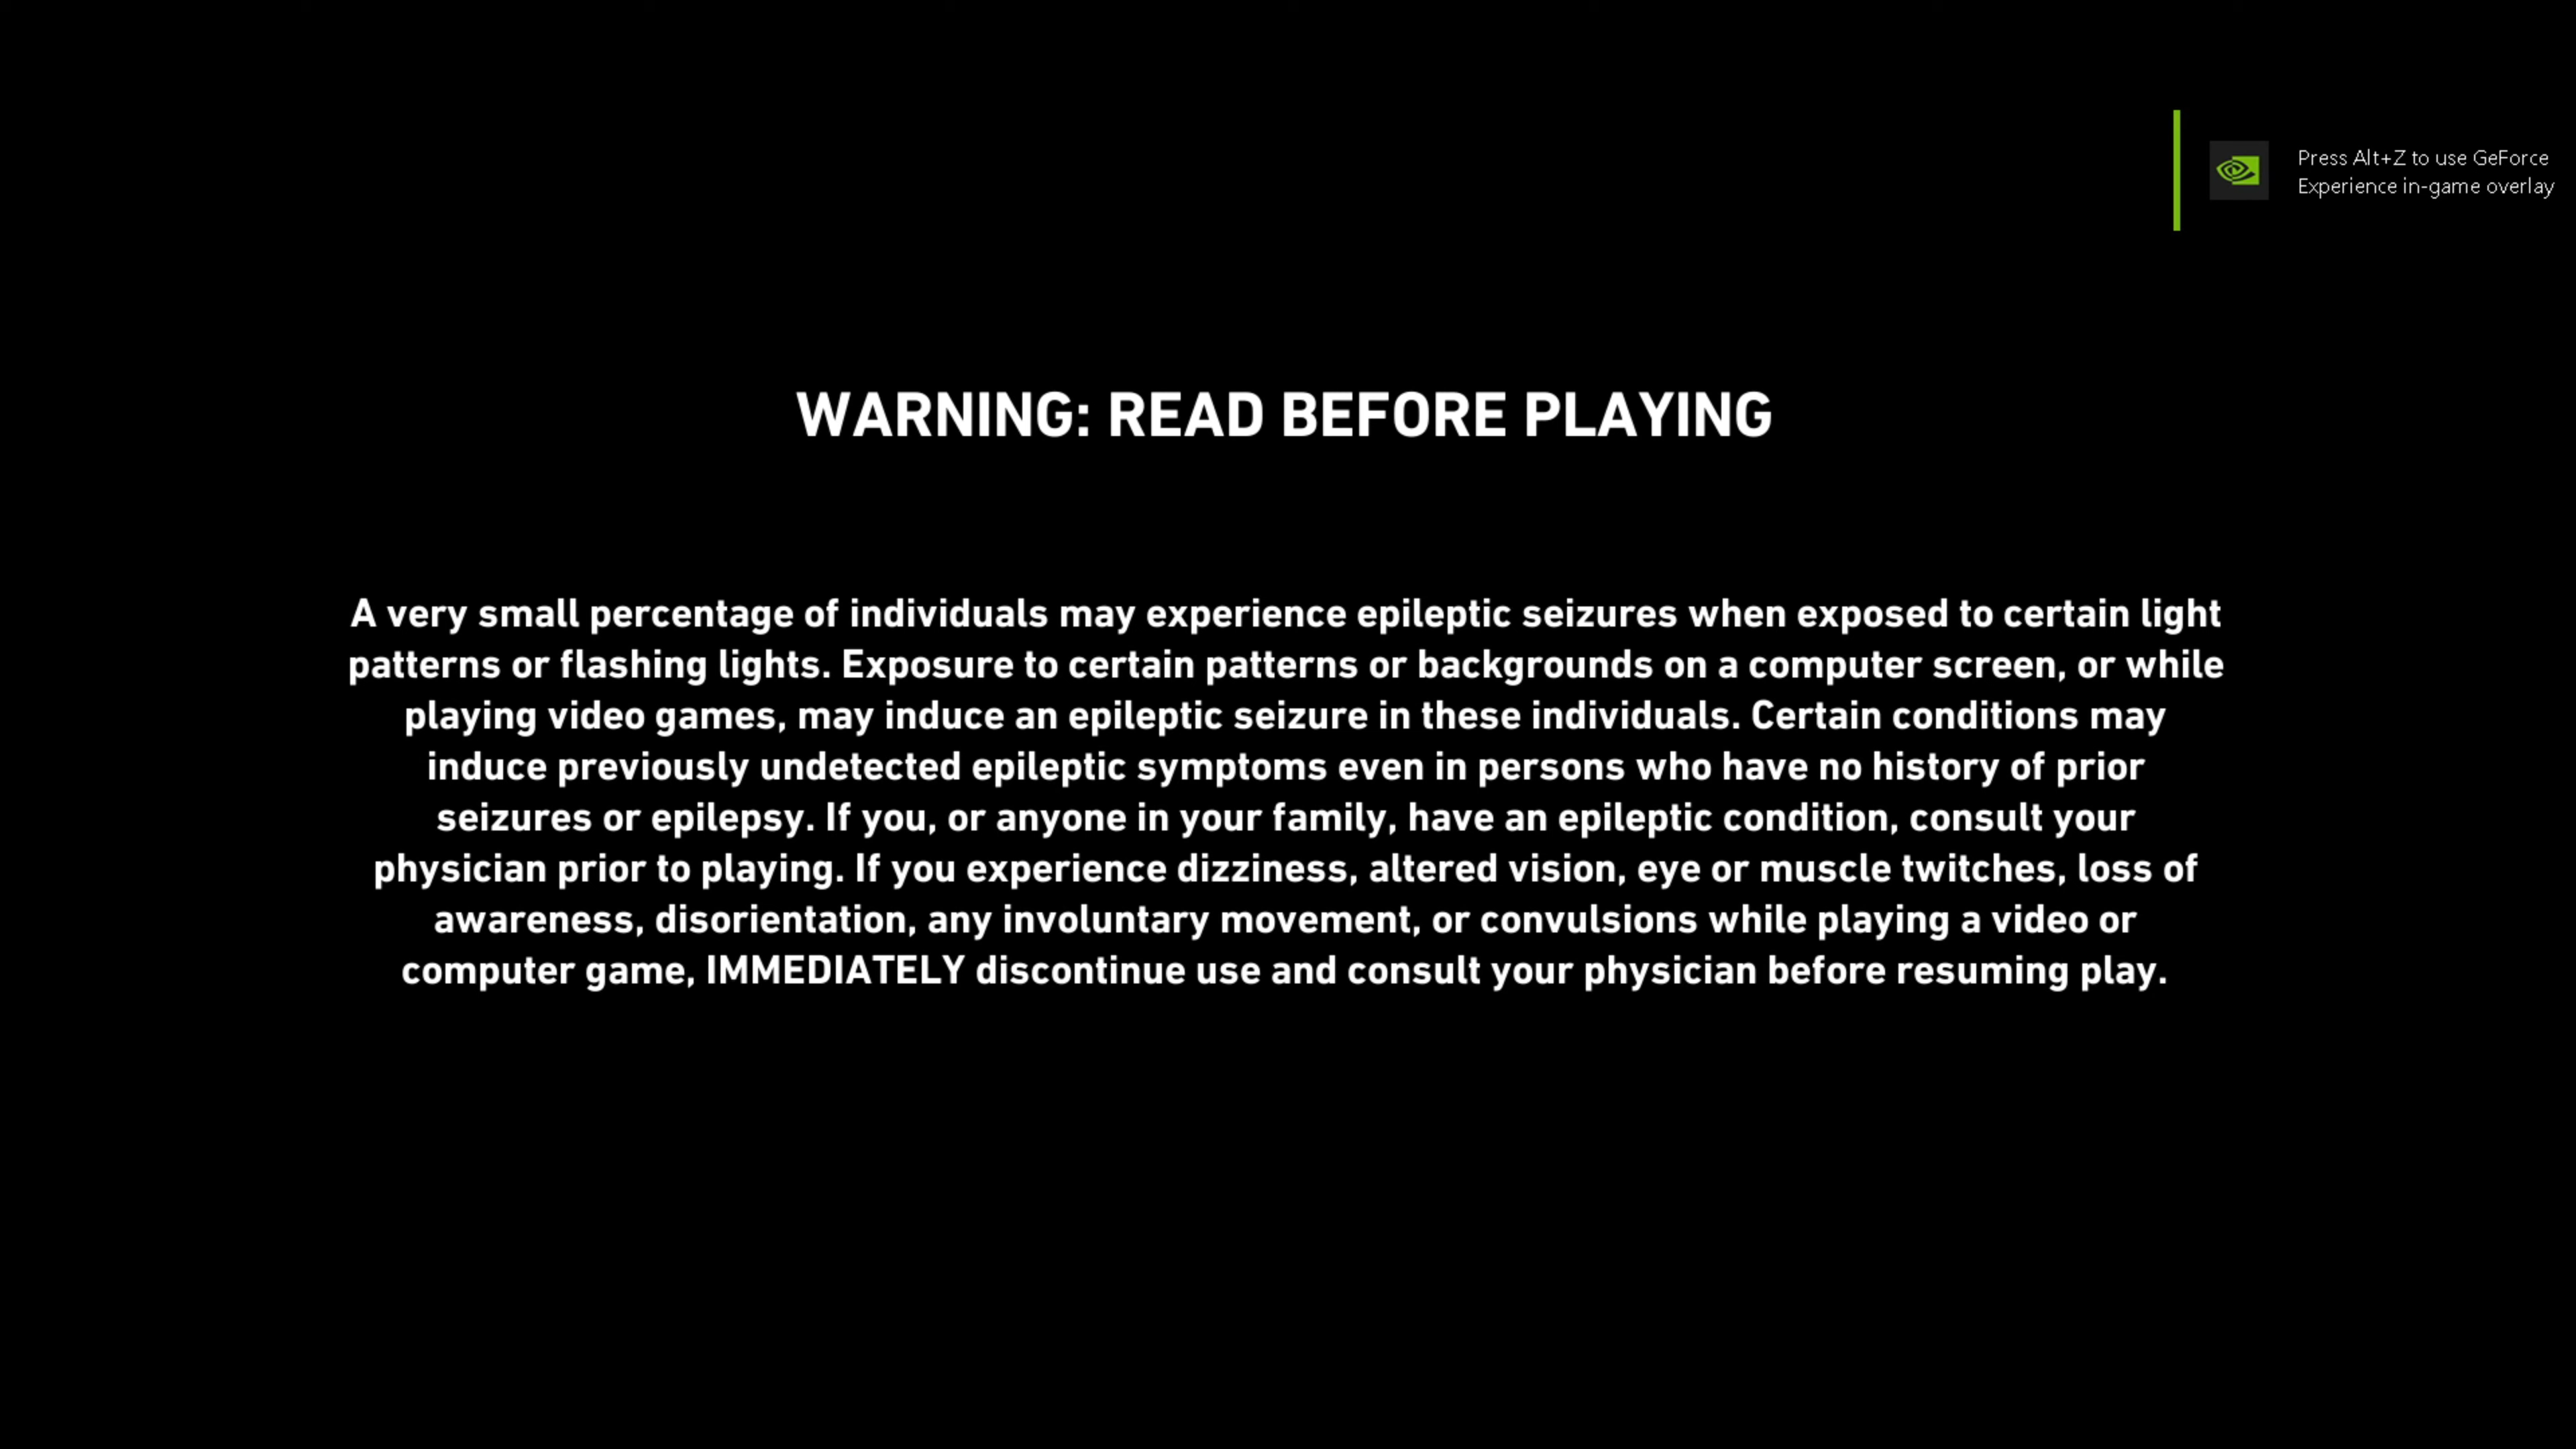 Press Alt+Z to use GeForce
Experience in-game overlay
WARNING: READ BEFORE PLAYING
A very small percentage of individuals may experience epileptic seizures when exposed to certain light
patterns or flashing lights. Exposure to certain patterns or backgrounds on a computer screen, or while
playing video games, may induce an epileptic seizure in these individuals. Certain conditions may
induce previously undetected epileptic symptoms even in persons who have no history of prior
seizures or epilepsy. If you, or anyone in your family, have an epileptic condition, consult your
physician prior to playing. If you experience dizziness, altered vision, eye or muscle twitches, loss of
awareness, disorientation, any involuntary movement, or convulsions while playing a video or
computer game, IMMEDIATELY discontinue use and consult your physician before resuming play.